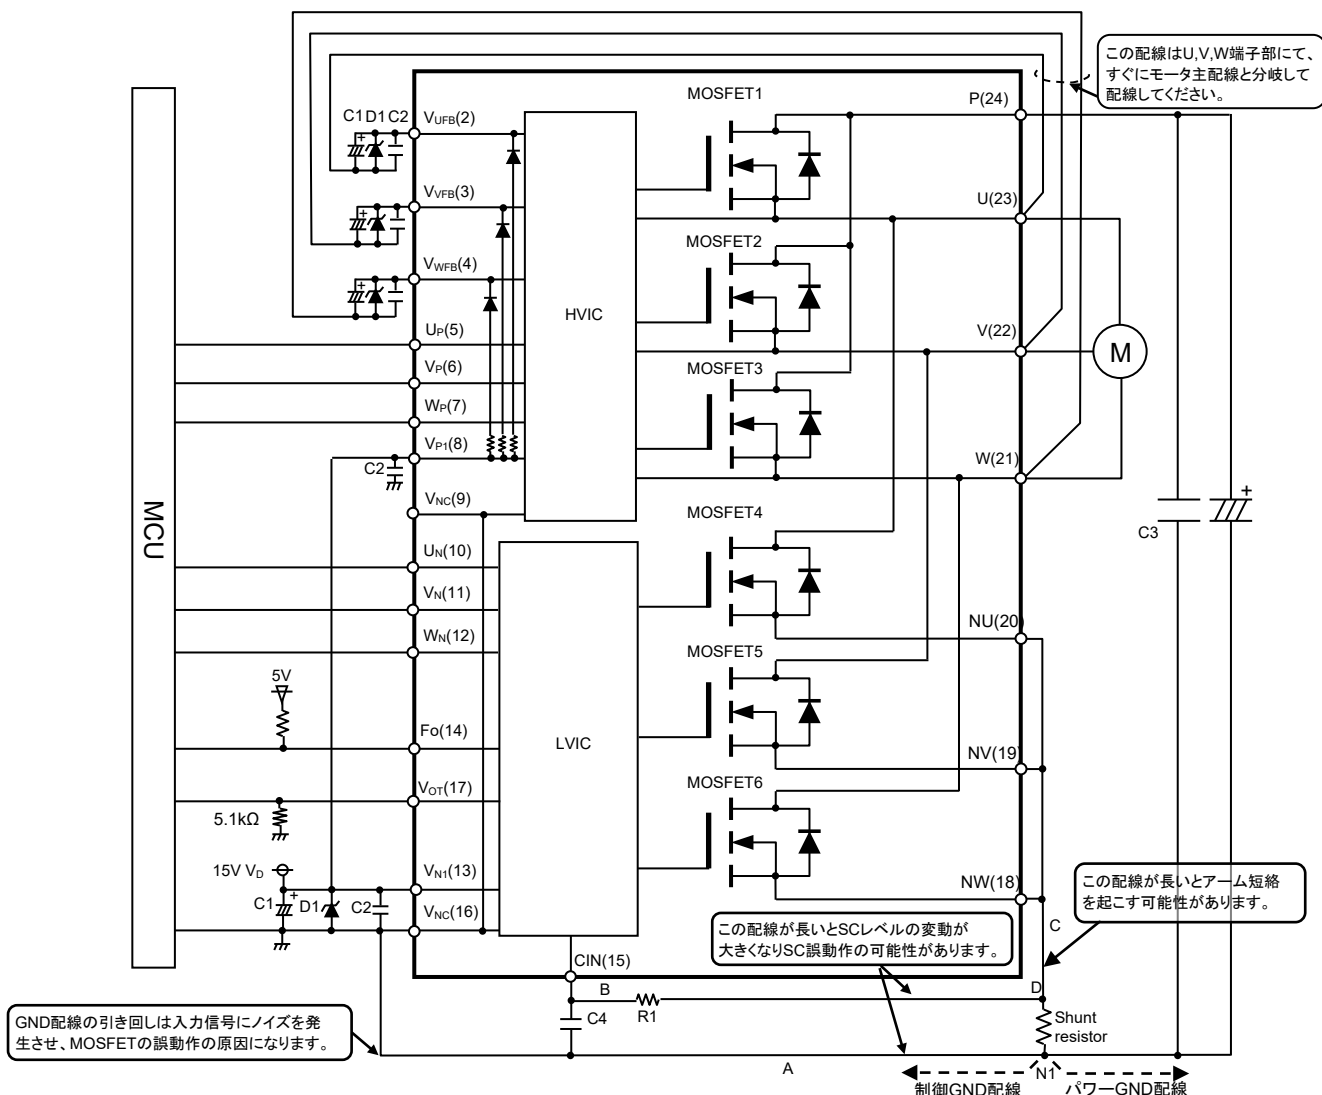 この配線はU,V,W端子部にて、
すぐにモータ主配線と分岐して
配線してください。
MOSFET1
P(24)
C1 D1 C2
VUFB(2)
VVFB(3)
U(23)
MOSFET2
VWFB(4)
HVIC
UP(5)
V(22)
M
VP(6)
MOSFET3
WP(7)
VP1(8)
C2
W(21)
VNC(9)
MCU
MOSFET4
+
C3
UN(10)
VN(11)
WN(12)
NU(20)
MOSFET5
5V
Fo(14)
LVIC
NV(19)
VOT(17)
MOSFET6
5.1kΩ
15V VD
VN1(13)
NW(18)
この配線が長いとアーム短絡
を起こす可能性があります。
C1
+
D1
C2
VNC(16)
この配線が長いとSCレベルの変動が
大きくなりSC誤動作の可能性があります。
C
CIN(15)
B
R1
D
GND配線の引き回しは入力信号にノイズを発
生させ、MOSFETの誤動作の原因になります。
C4
Shunt
resistor
A
N1
制御GND配線
パワーGND配線